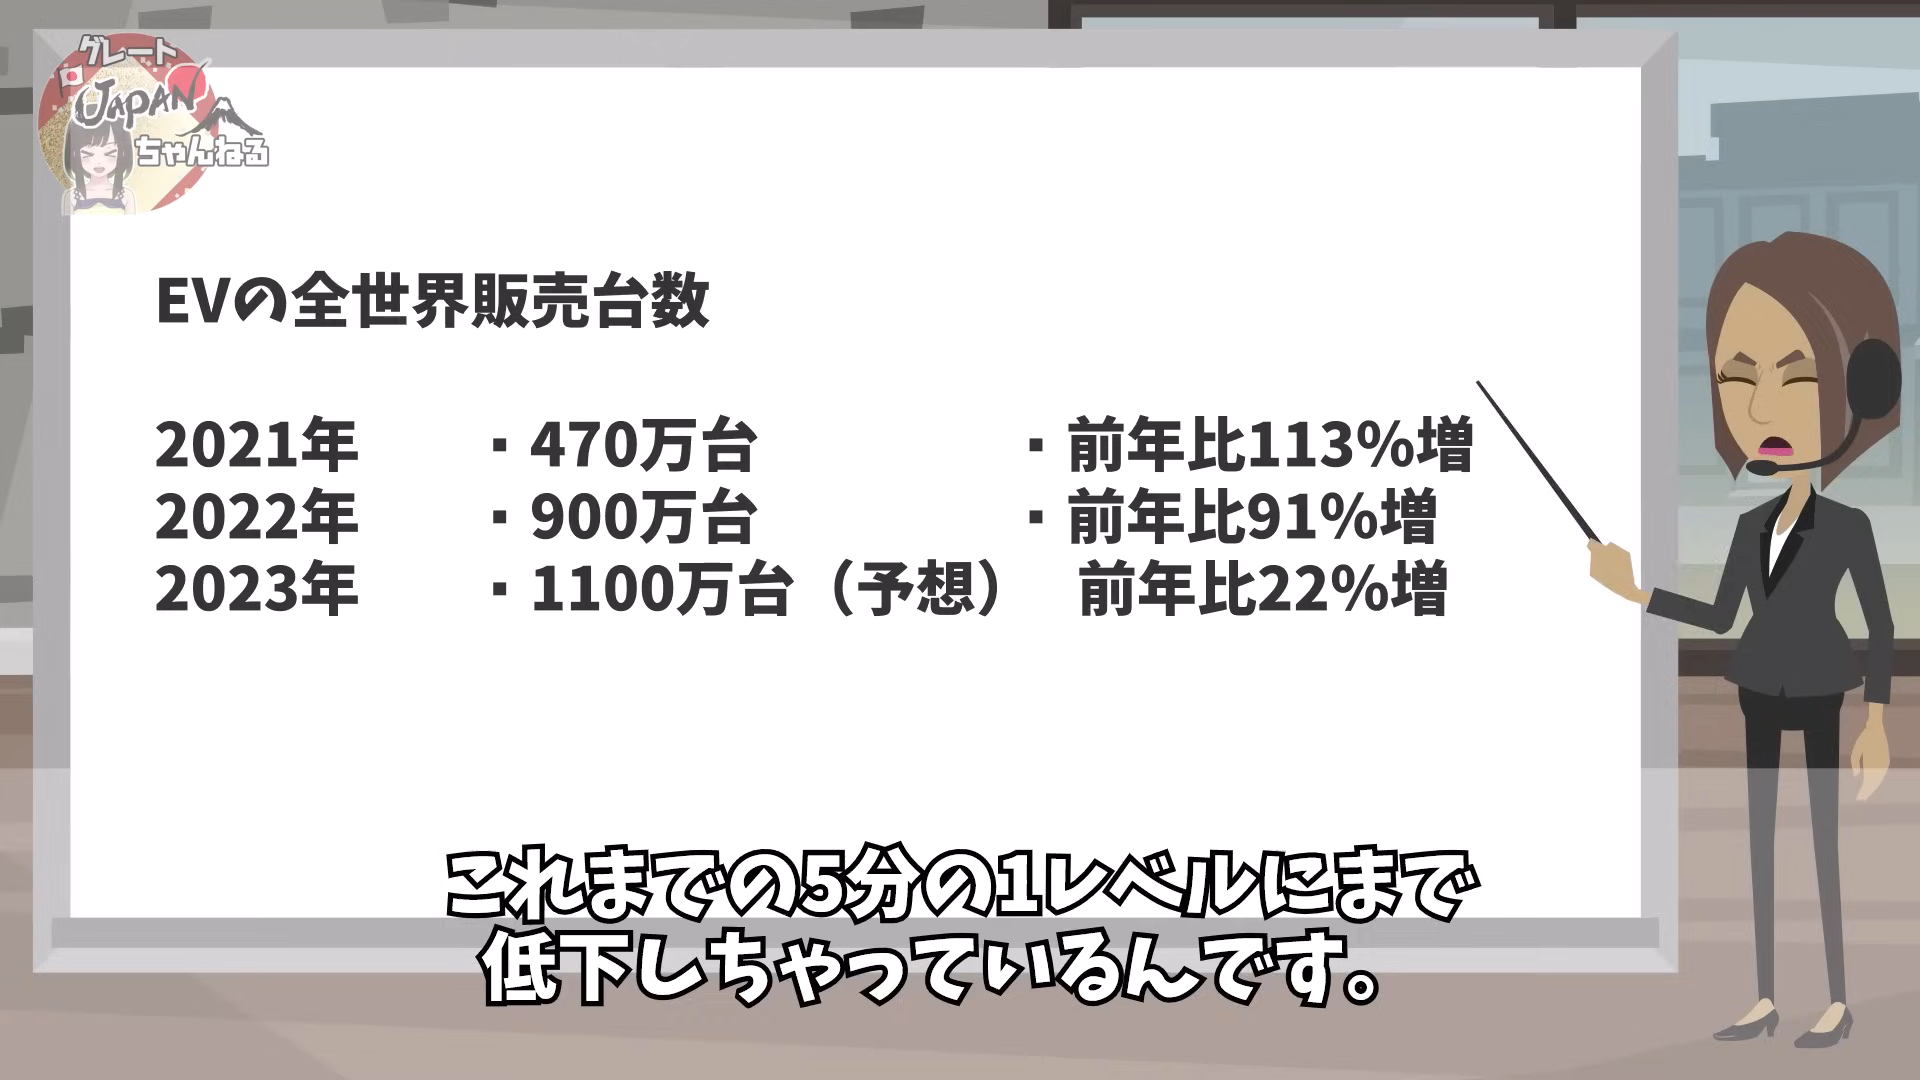 グレート
JAPAN
ちゃんねる
EVの全世界販売台数
2021年 ・470万台 ・前年比113%増
2022年 ・900万台 ・前年比91%増
2023年 ・1100万台（予想） 前年比22%増
これまでの5分の1レベルにまで
低下しちゃっているんです。